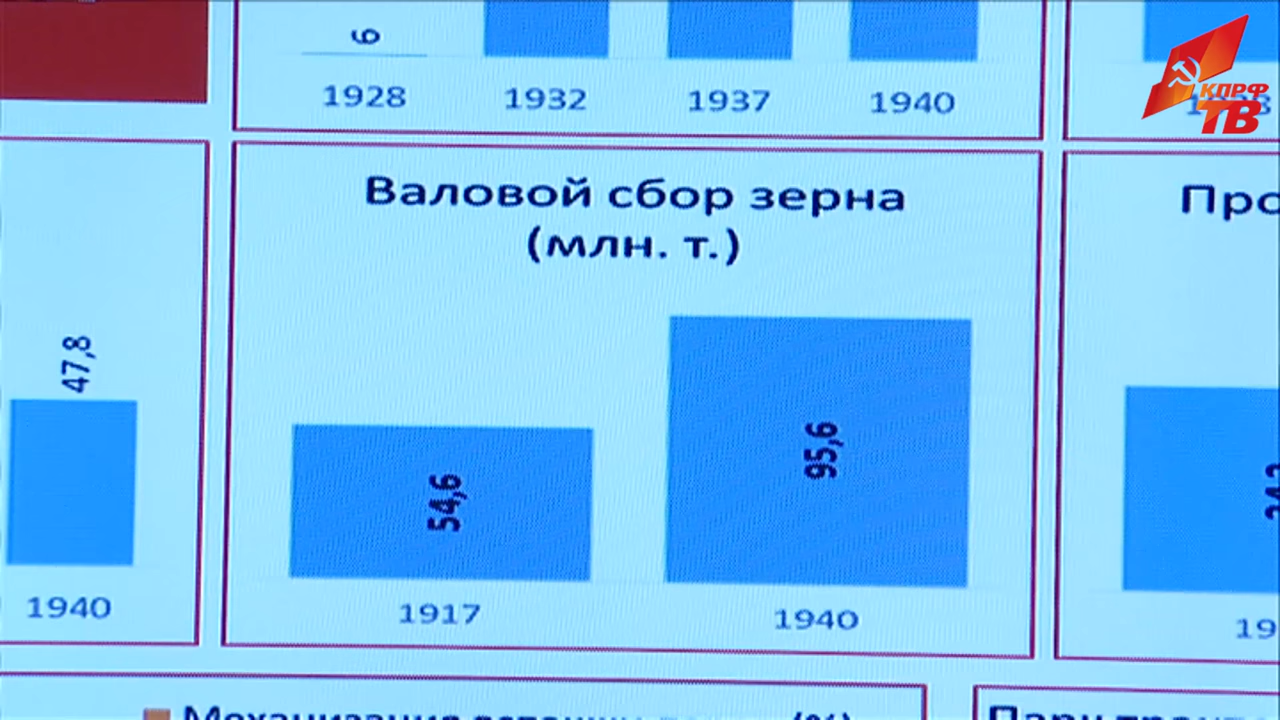 6
1928 1932 1937 1940
КПРФ
ТВ
Валовой сбор зерна
(млн. т.)
47,8
54,6
95,6
1940
1917
1940